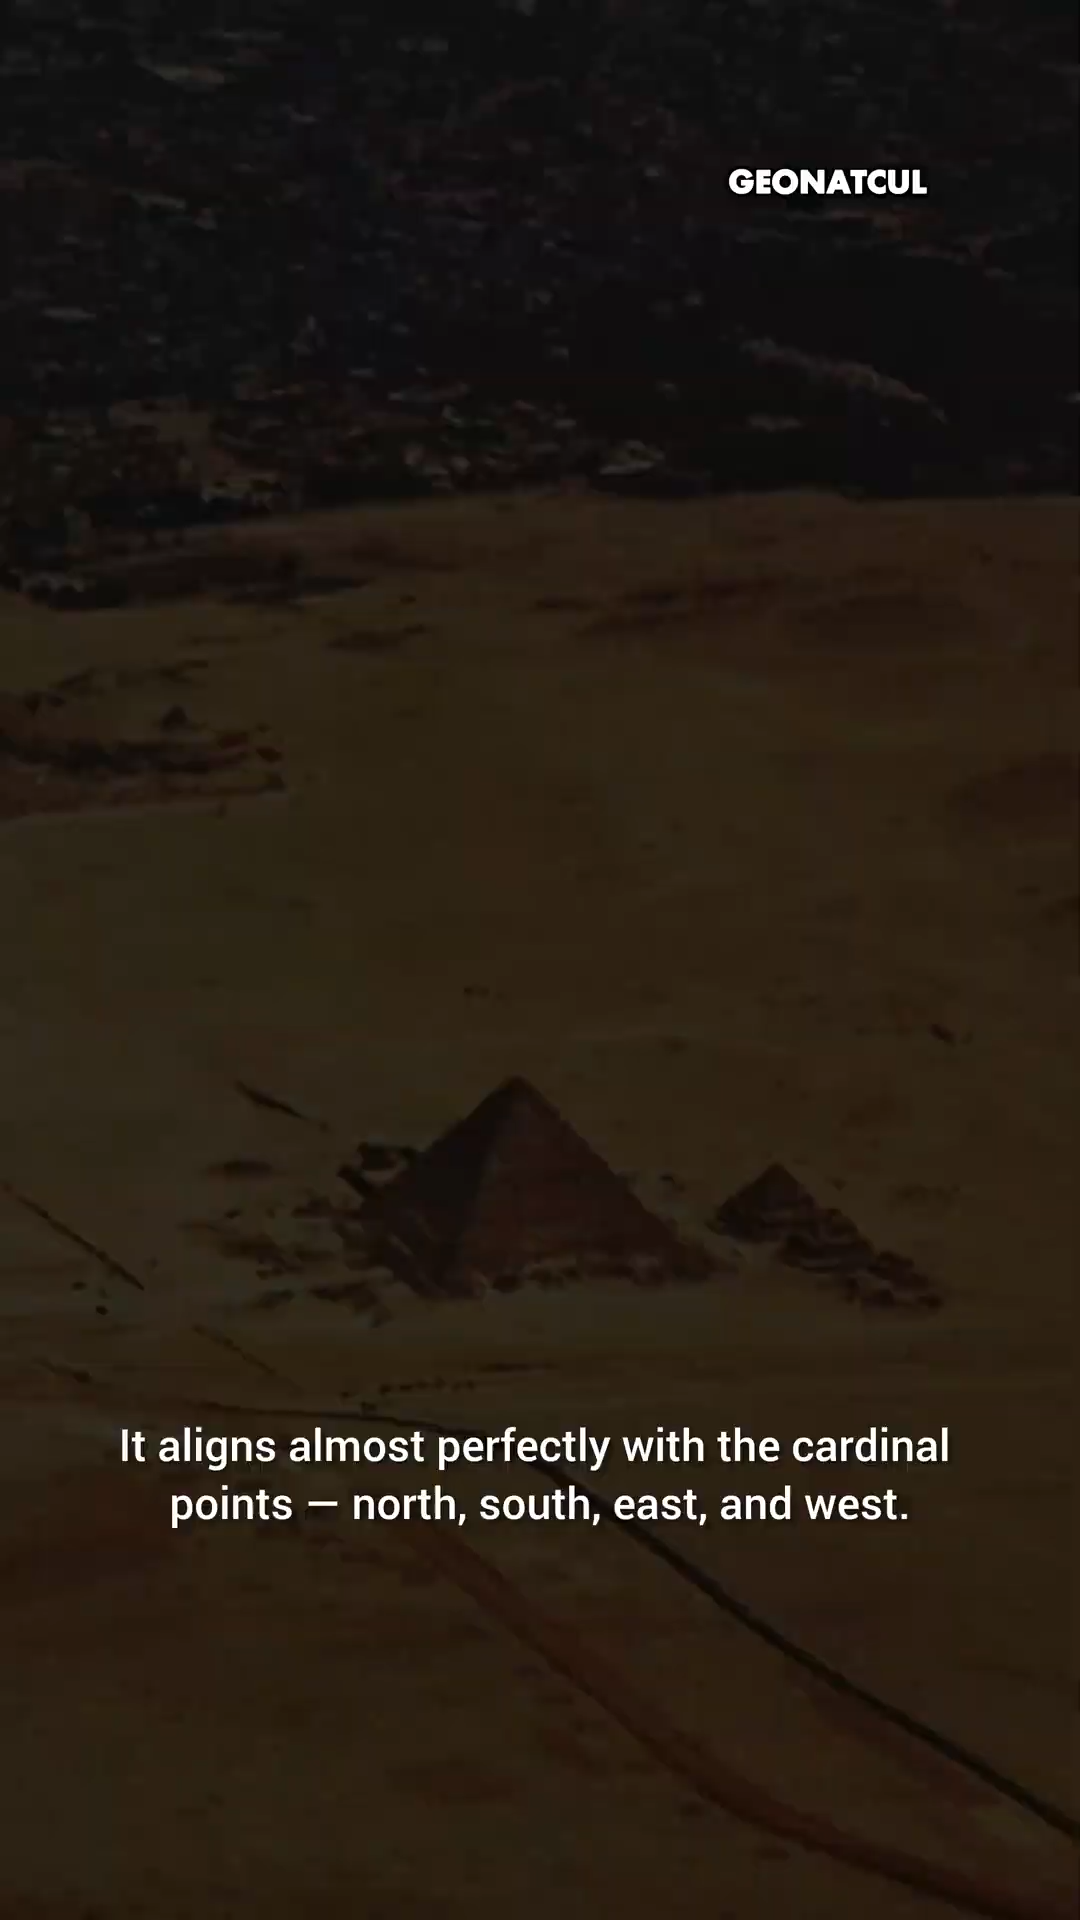 GEONATCUL
It aligns almost perfectly with the cardinal
points — north, south, east, and west.